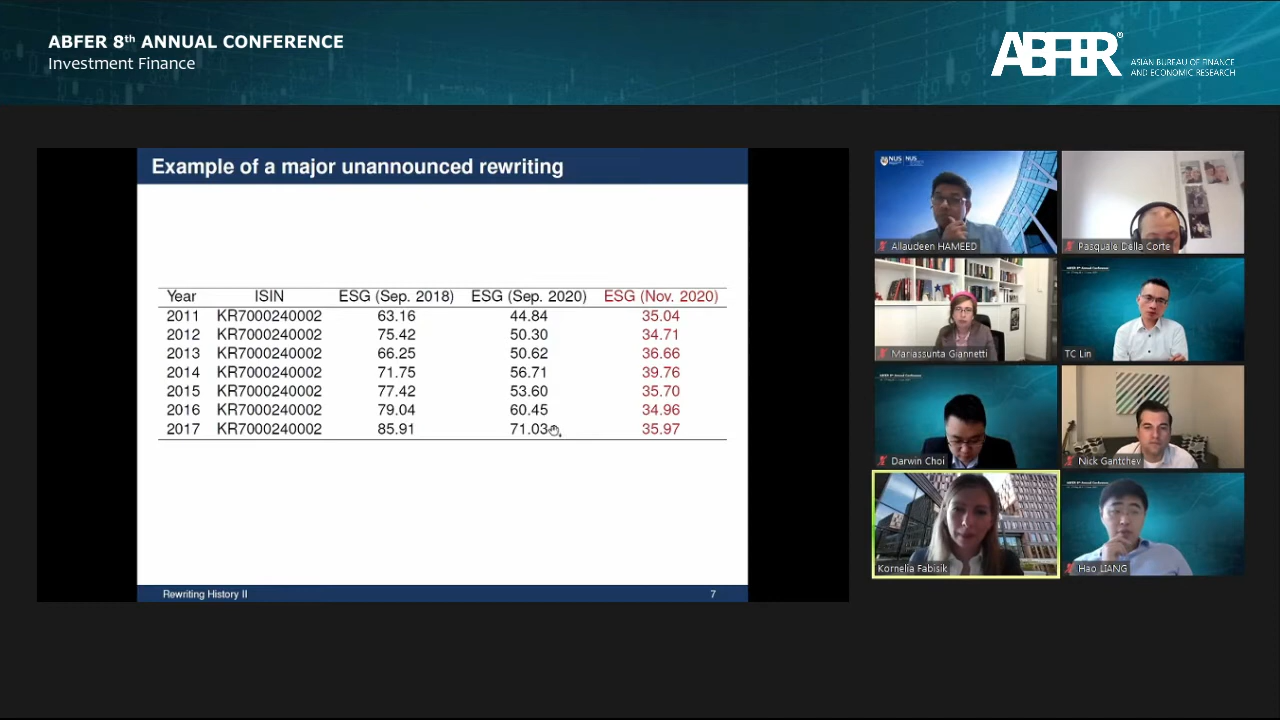 ABFER 8th ANNUAL CONFERENCE
Investment Finance
ABFER®
ASIAN BUREAU OF FINANCE
AND ECONOMIC RESEARCH
Example of a major unannounced rewriting
Year ISIN ESG (Sep. 2018) ESG (Sep. 2020) ESG (Nov. 2020)
2011 KR7000240002 63.16 44.84 35.04
2012 KR7000240002 75.42 50.30 34.71
2013 KR7000240002 66.25 50.62 36.66
2014 KR7000240002 71.75 56.71 39.76
2015 KR7000240002 77.42 53.60 35.70
2016 KR7000240002 79.04 60.45 34.96
2017 KR7000240002 85.91 71.03 35.97
Rewriting History II 7
NUS NUS
Allaudeen HAMEED
Pasquale Della Corte
Mariassunta Giannetti
TC Lin
Darwin Choi
Nick Gantchev
Kornelia Fabisik
Hao LIANG